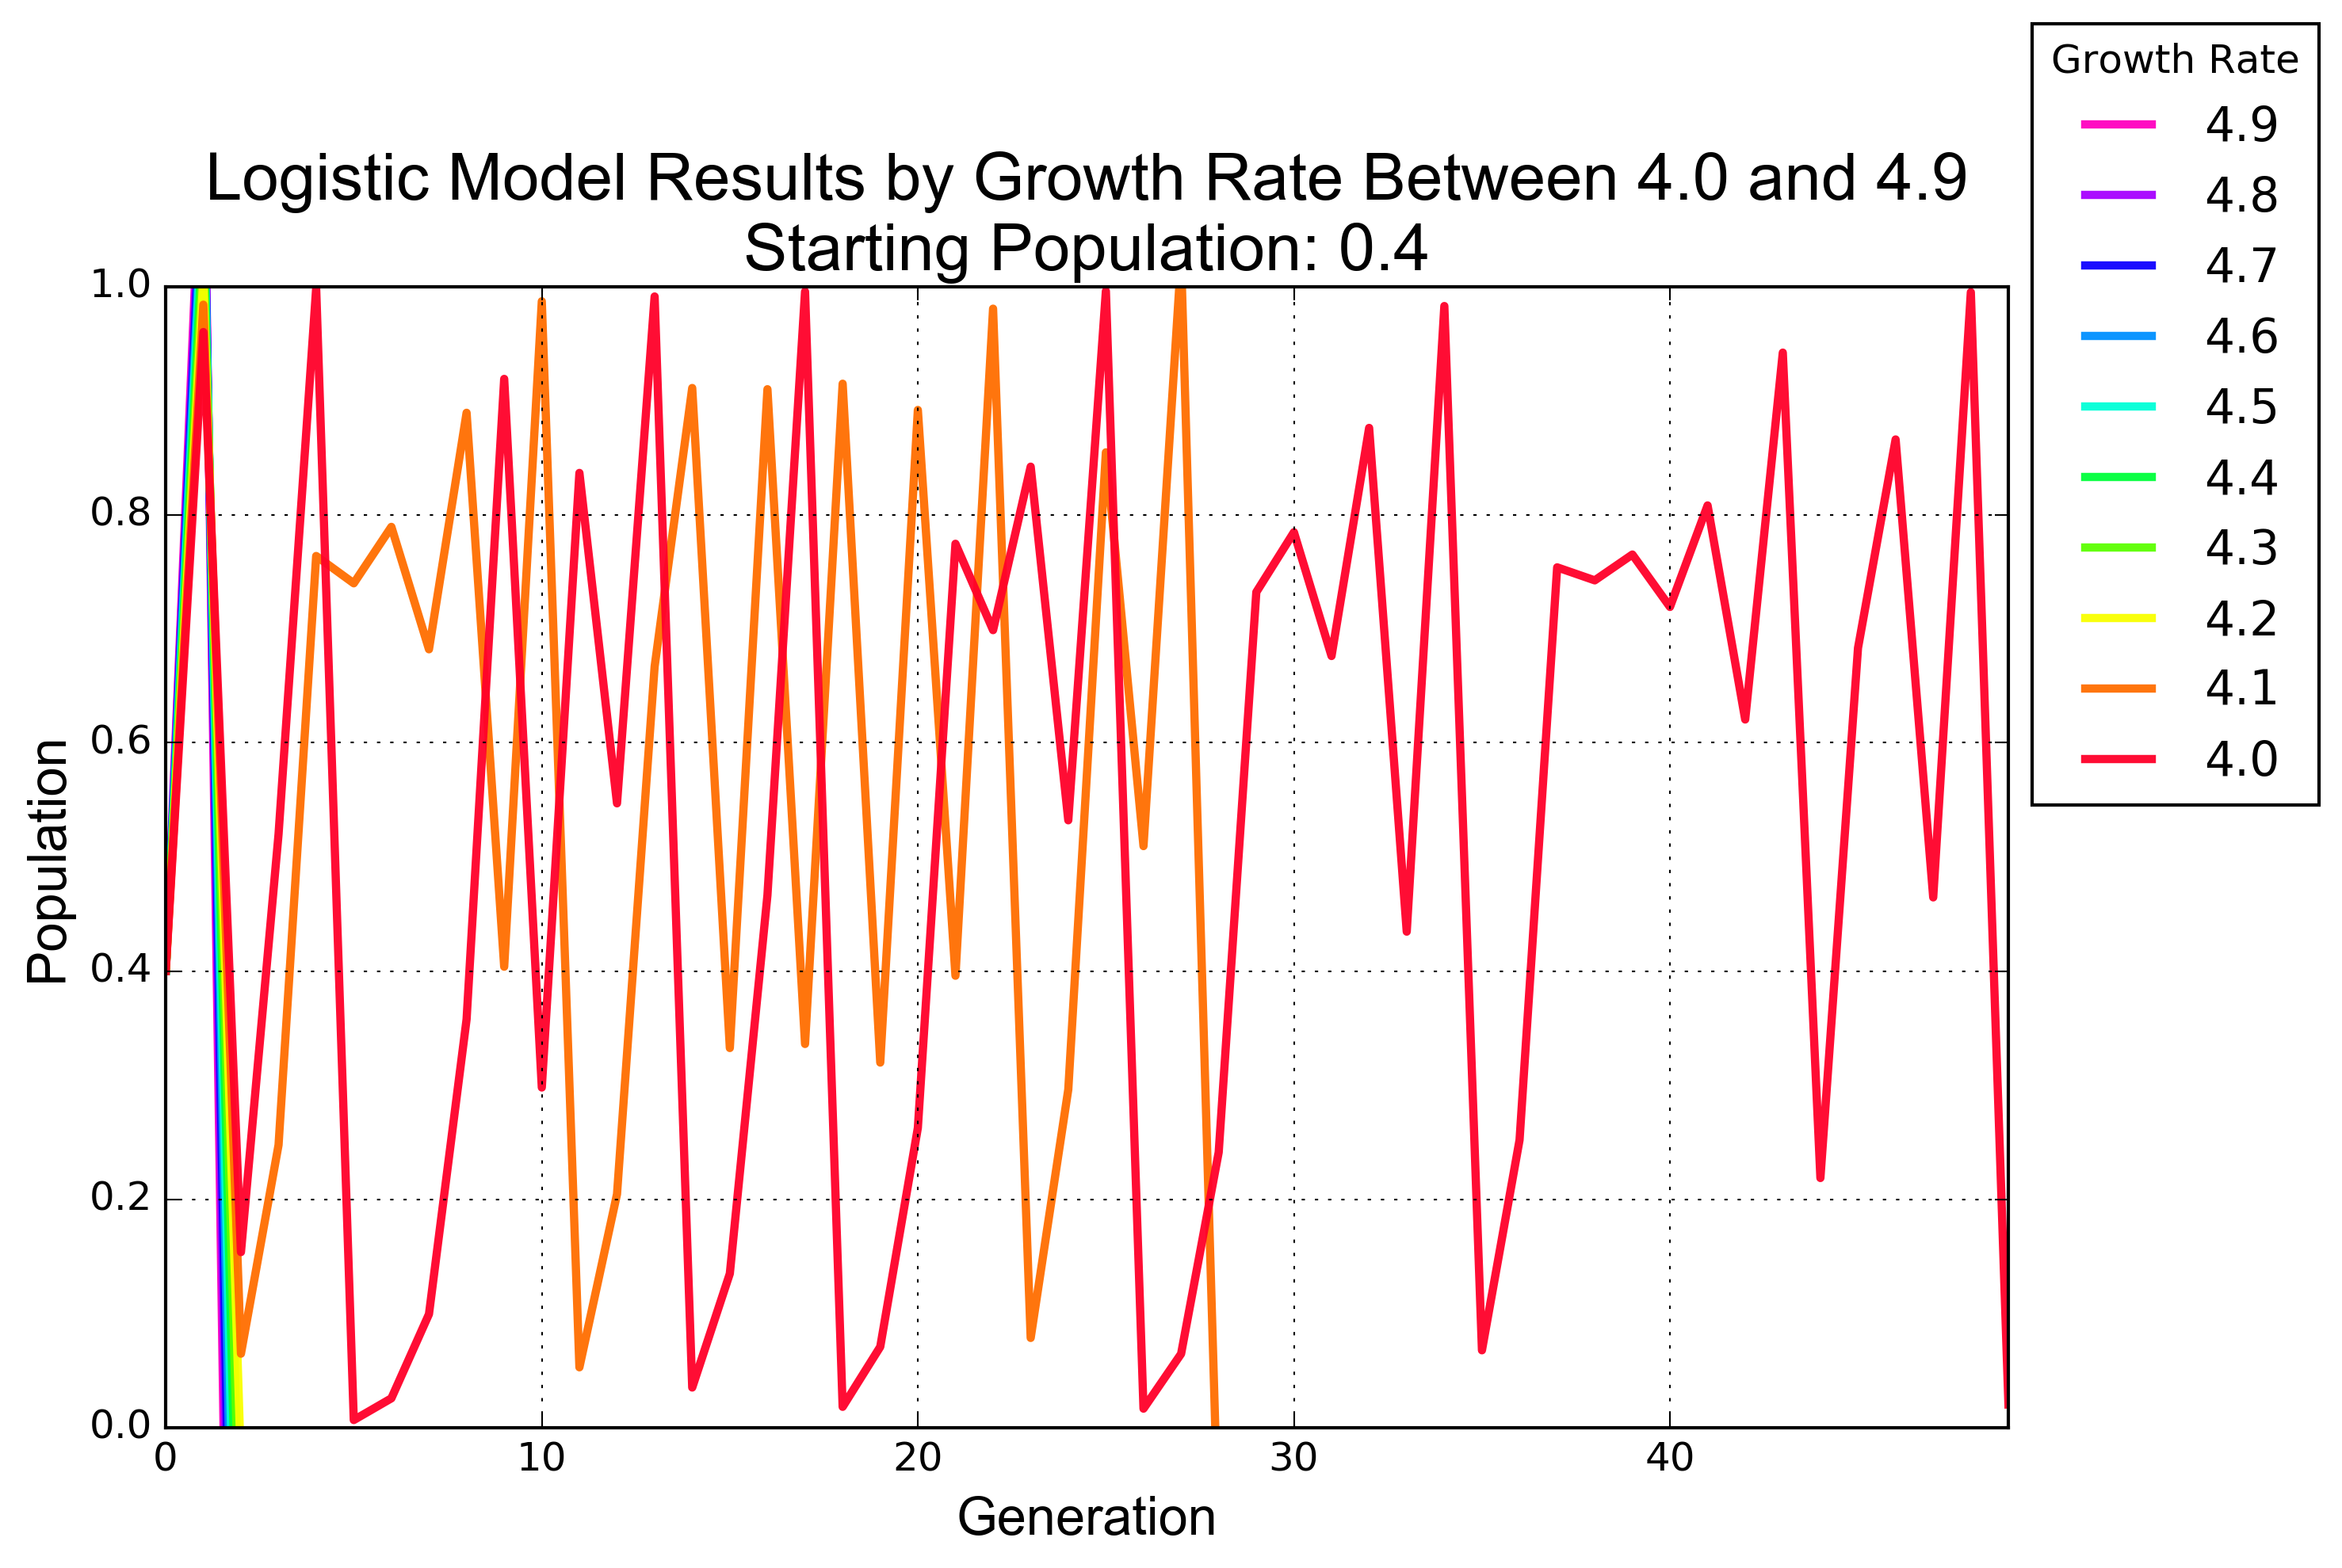 Logistic Model Results by Growth Rate Between 4.0 and 4.9
Starting Population: 0.4
Growth Rate
4.9
4.8
4.7
4.6
4.5
4.4
4.3
4.2
4.1
4.0
Population
1.0
0.8
0.6
0.4
0.2
0.0
0 10 20 30 40
Generation